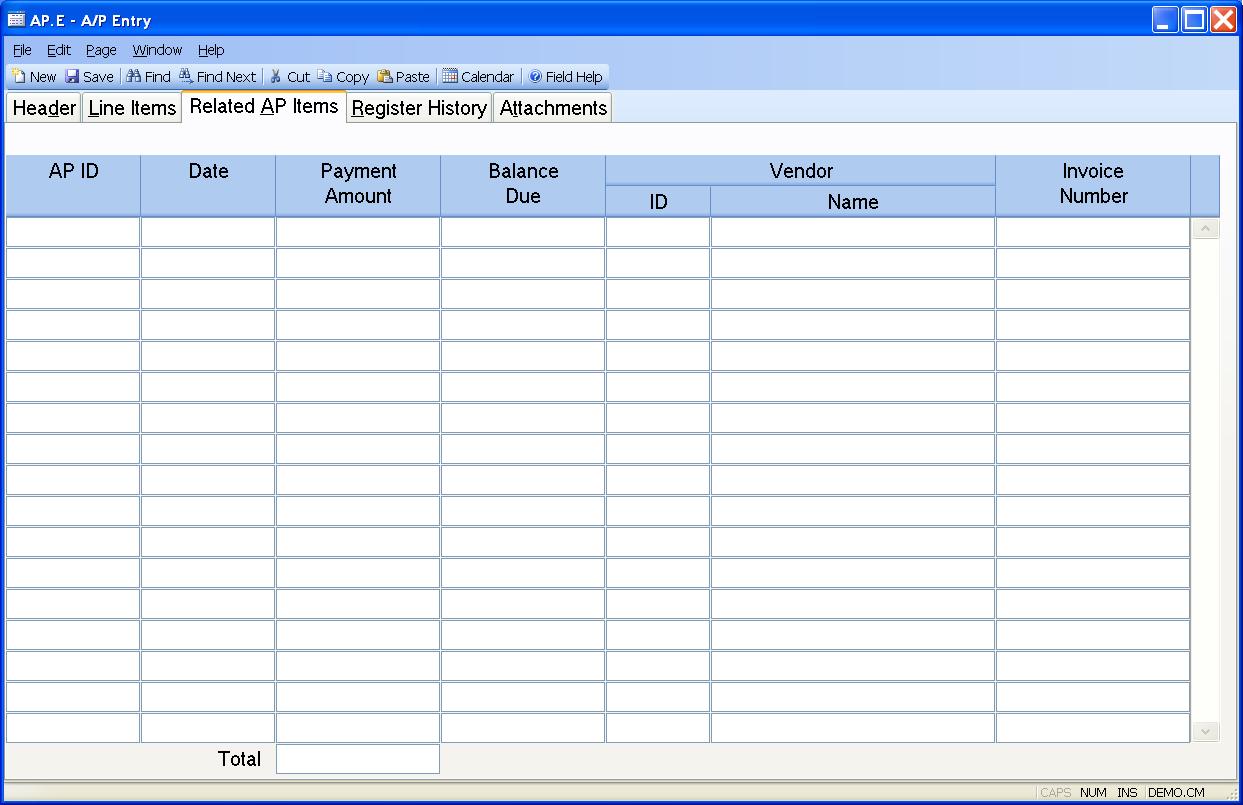 AP.E - A/P Entry
File Edit Page Window Help
New Save Find Find Next Cut Copy Paste Calendar Field Help
Header Line Items Related AP Items Register History Attachments
AP ID Date Payment Amount Balance Due Vendor Invoice Number
ID Name
Total
CAPS NUM INS DEMO.CM